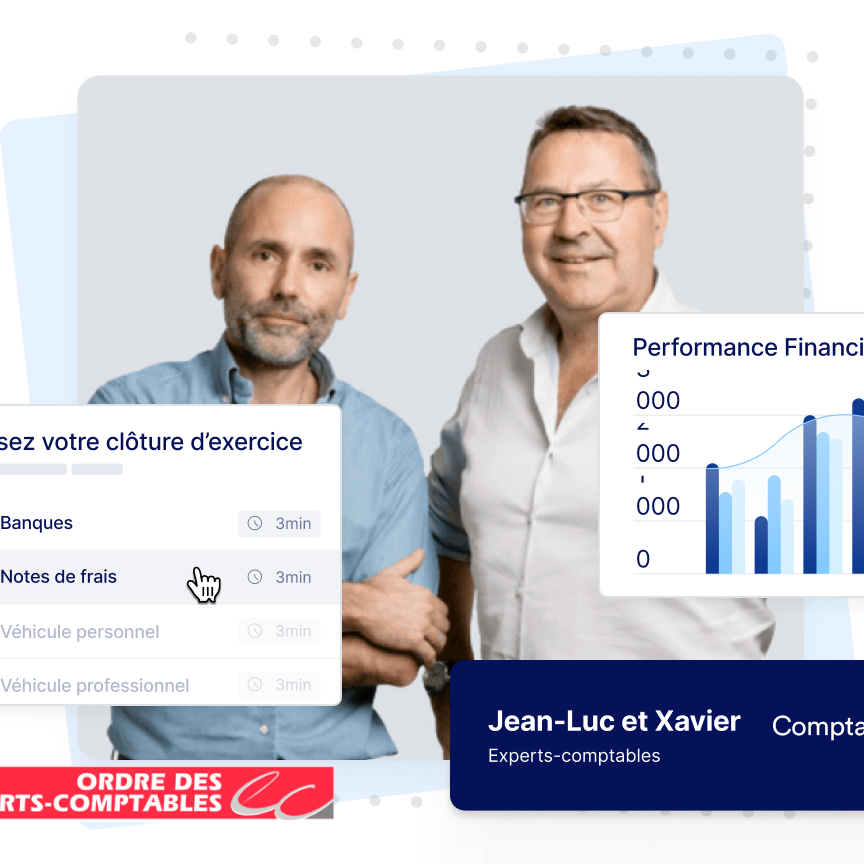 Performance Financi
000
000
000
0
sez votre clôture d’exercice
Banques
3min
Notes de frais
3min
Véhicule personnel
3min
Véhicule professionnel
3min
Jean-Luc et Xavier
Experts-comptables
Compta
ORDRE DES
RTS-COMPTABLES